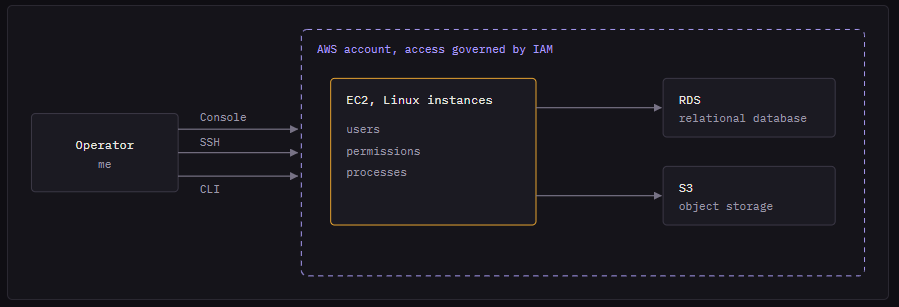 AWS account, access governed by IAM
Operator
me
Console
SSH
CLI
EC2, Linux instances
users
permissions
processes
RDS
relational database
S3
object storage